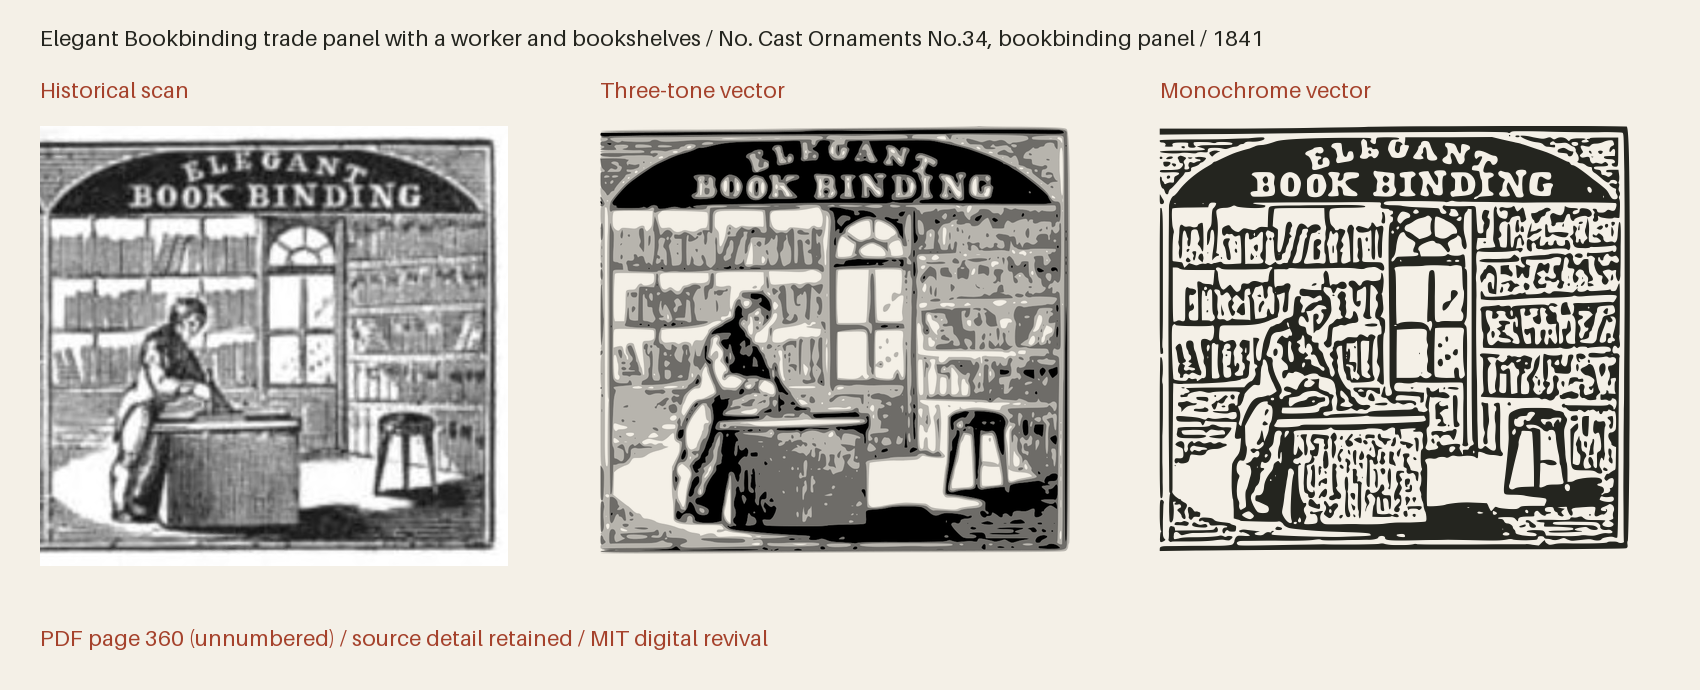 Elegant Bookbinding trade panel with a worker and bookshelves / No. Cast Ornaments No.34, bookbinding panel / 1841
Historical scan
Three-tone vector
Monochrome vector
ELEGANT
BOOK BINDING
ELEGANT
BOOK BINDING
ELEGANT
BOOK BINDING
PDF page 360 (unnumbered) / source detail retained / MIT digital revival